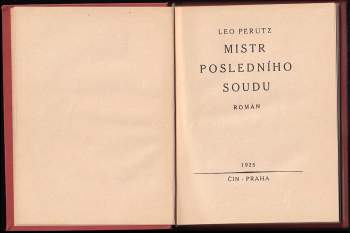 LEO PERUTZ
MISTR
POSLEDNÍHO
SOUDU
ROMÁN
1925
ČIN - PRAHA